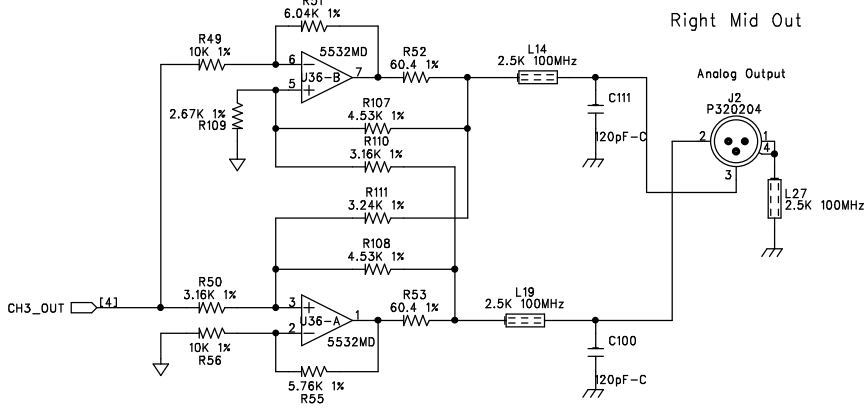 R51
6.04K 1%
Right Mid Out
R49
10K 1%
5532MD
R52
60.4 1%
L14
2.5K 100MHz
6
U36-B
7
5
Analog Output
J2
P320204
C111
2.67K 1%
R109
R107
4.53K 1%
120pF-C
2
1
4
R110
3.16K 1%
3
R111
3.24K 1%
L27
2.5K 100MHz
R108
4.53K 1%
R50
3.16K 1%
R53
60.4 1%
L19
2.5K 100MHz
CH3_OUT
[4]
3
U36-A
1
2
5532MD
C100
10K 1%
R56
120pF-C
5.76K 1%
R55